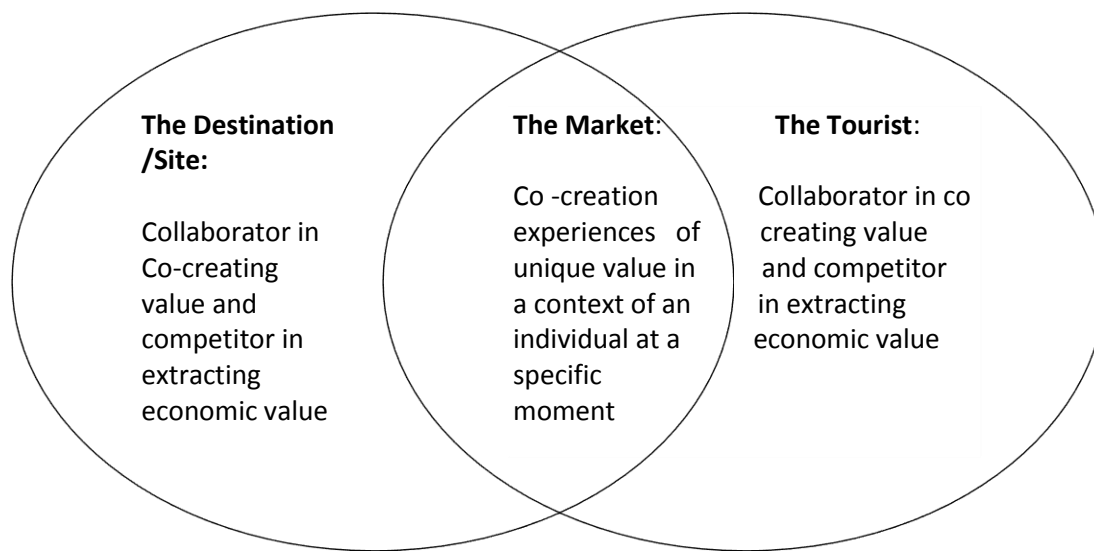 The Destination
/Site:
Collaborator in
Co-creating
value and
competitor in
extracting
economic value
The Market:
Co -creation
experiences of
unique value in
a context of an
individual at a
specific
moment
The Tourist:
Collaborator in co
creating value
and competitor
in extracting
economic value